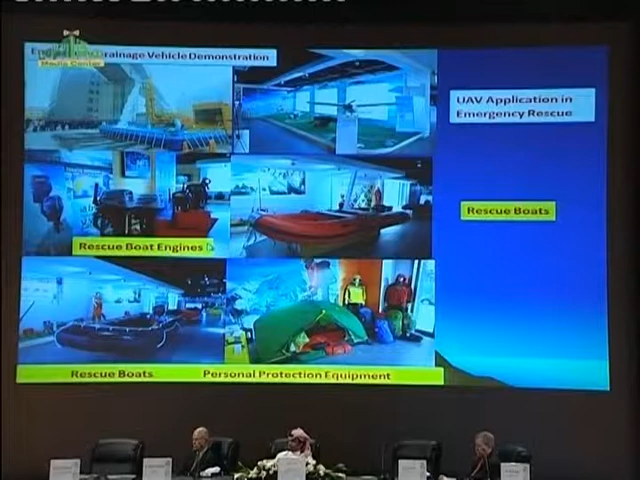 Drainage Vehicle Demonstration
Media Center
UAV Application in
Emergency Rescue
Rescue Boats
Rescue Boat Engines
Rescue Boats
Personal Protection Equipment